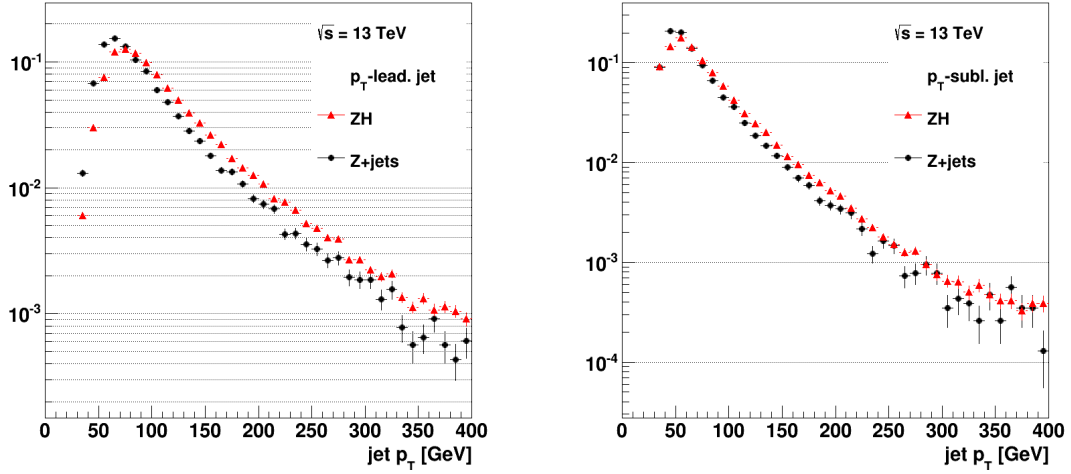 √s = 13 TeV
p_T-lead. jet
ZH
Z+jets
10^-1
10^-2
10^-3
0 50 100 150 200 250 300 350 400
jet p_T [GeV]
√s = 13 TeV
p_T-subl. jet
ZH
Z+jets
10^-1
10^-2
10^-3
10^-4
0 50 100 150 200 250 300 350 400
jet p_T [GeV]